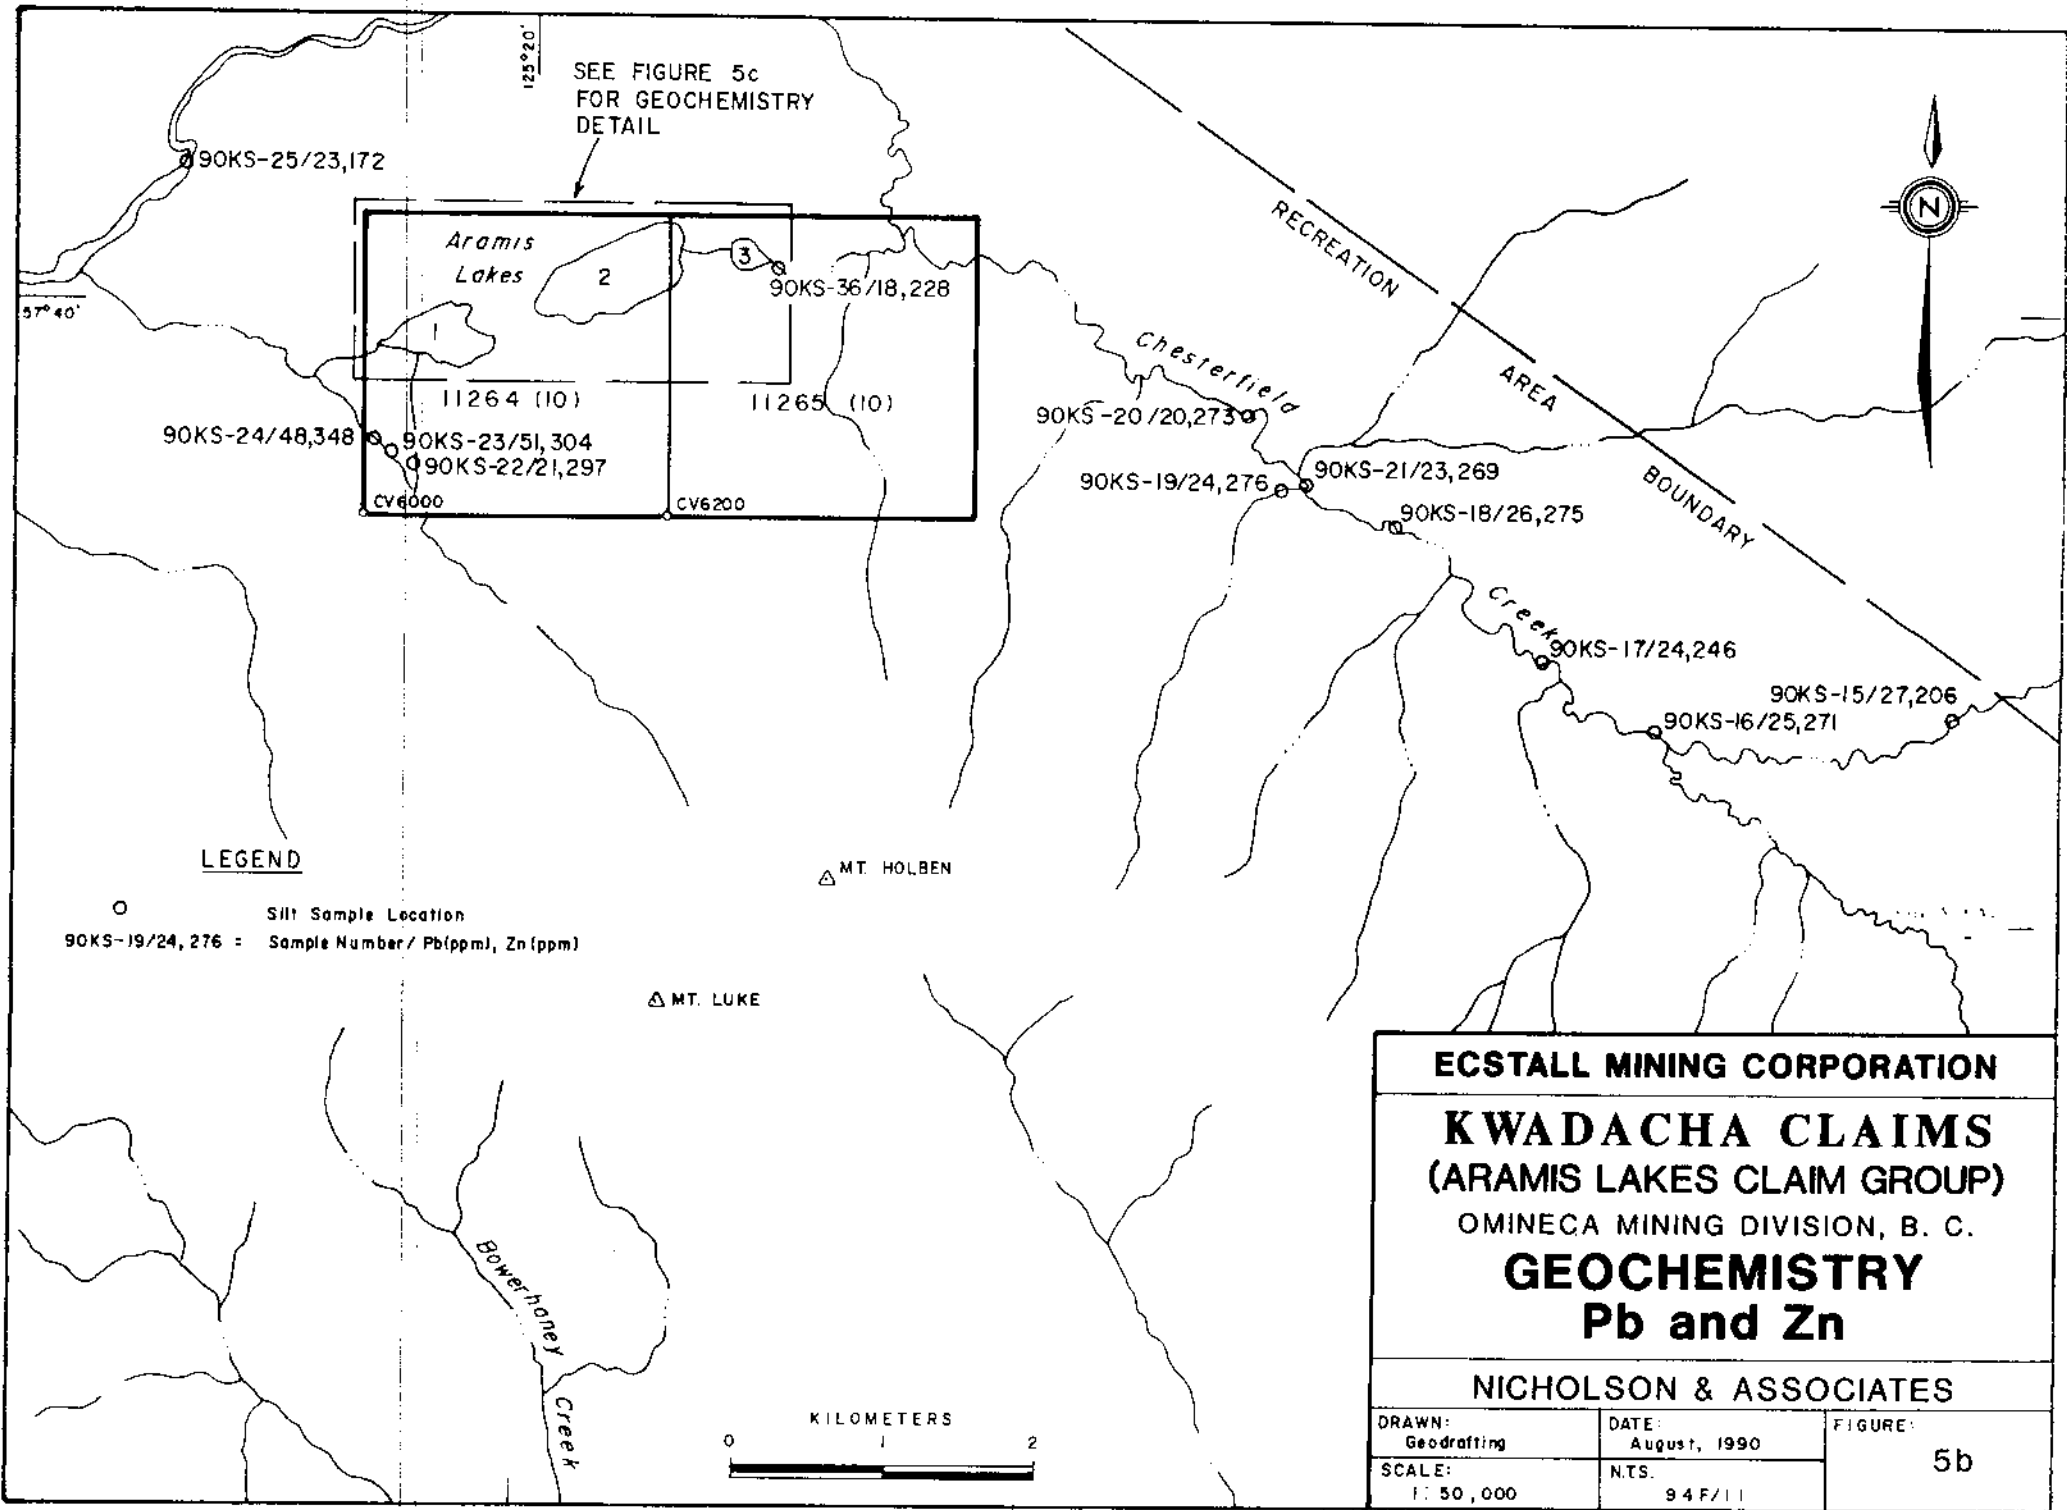 125°20'
SEE FIGURE 5c
FOR GEOCHEMISTRY
DETAIL
90KS-25/23,172
Aramis
Lakes
1
2
3
90KS-36/18,228
57°40'
11264 (10)
11265 (10)
90KS-24/48,348
90KS-23/51,304
90KS-22/21,297
CV6000
CV6200
RECREATION
AREA
BOUNDARY
N
Chesterfield
Creek
90KS-20/20,273
90KS-19/24,276
90KS-21/23,269
90KS-18/26,275
90KS-17/24,246
90KS-15/27,206
90KS-16/25,271
LEGEND
Silt Sample Location
90KS-19/24,276 = Sample Number/ Pb(ppm), Zn(ppm)
MT. HOLBEN
MT. LUKE
Bowerhaney
Creek
KILOMETERS
0 1 2
ECSTALL MINING CORPORATION
KWADACHA CLAIMS
(ARAMIS LAKES CLAIM GROUP)
OMINECA MINING DIVISION, B. C.
GEOCHEMISTRY
Pb and Zn
NICHOLSON & ASSOCIATES
DRAWN:
Geodrafting
DATE:
August, 1990
FIGURE:
5b
SCALE:
1:50,000
N.T.S.
94F/11